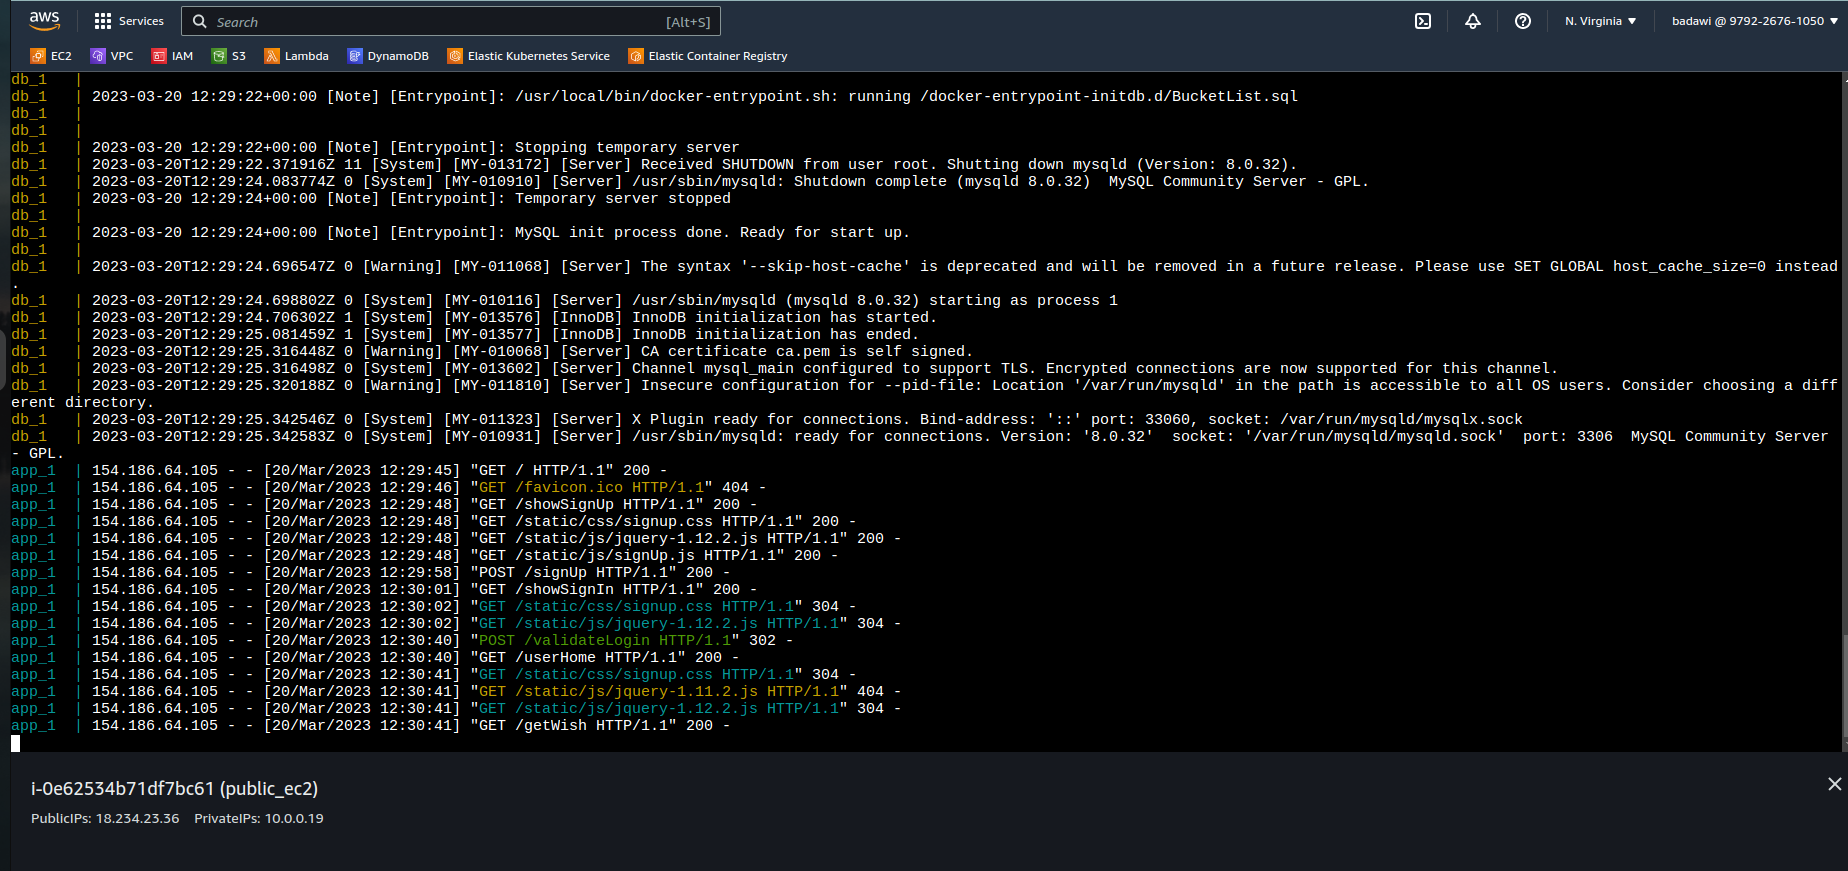 aws Services Search [Alt+S] N. Virginia badawi @ 9792-2676-1050
EC2 VPC IAM S3 Lambda DynamoDB Elastic Kubernetes Service Elastic Container Registry
db_1   |
db_1   | 2023-03-20 12:29:22+00:00 [Note] [Entrypoint]: /usr/local/bin/docker-entrypoint.sh: running /docker-entrypoint-initdb.d/BucketList.sql
db_1   |
db_1   |
db_1   | 2023-03-20 12:29:22+00:00 [Note] [Entrypoint]: Stopping temporary server
db_1   | 2023-03-20T12:29:22.371916Z 11 [System] [MY-013172] [Server] Received SHUTDOWN from user root. Shutting down mysqld (Version: 8.0.32).
db_1   | 2023-03-20T12:29:24.083774Z 0 [System] [MY-010910] [Server] /usr/sbin/mysqld: Shutdown complete (mysqld 8.0.32)  MySQL Community Server - GPL.
db_1   | 2023-03-20 12:29:24+00:00 [Note] [Entrypoint]: Temporary server stopped
db_1   |
db_1   | 2023-03-20 12:29:24+00:00 [Note] [Entrypoint]: MySQL init process done. Ready for start up.
db_1   |
db_1   | 2023-03-20T12:29:24.696547Z 0 [Warning] [MY-011068] [Server] The syntax '--skip-host-cache' is deprecated and will be removed in a future release. Please use SET GLOBAL host_cache_size=0 instead
.
db_1   | 2023-03-20T12:29:24.698802Z 0 [System] [MY-010116] [Server] /usr/sbin/mysqld (mysqld 8.0.32) starting as process 1
db_1   | 2023-03-20T12:29:24.706302Z 1 [System] [MY-013576] [InnoDB] InnoDB initialization has started.
db_1   | 2023-03-20T12:29:25.081459Z 1 [System] [MY-013577] [InnoDB] InnoDB initialization has ended.
db_1   | 2023-03-20T12:29:25.316448Z 0 [Warning] [MY-010068] [Server] CA certificate ca.pem is self signed.
db_1   | 2023-03-20T12:29:25.316498Z 0 [System] [MY-013602] [Server] Channel mysql_main configured to support TLS. Encrypted connections are now supported for this channel.
db_1   | 2023-03-20T12:29:25.320188Z 0 [Warning] [MY-011810] [Server] Insecure configuration for --pid-file: Location '/var/run/mysqld' in the path is accessible to all OS users. Consider choosing a diff
erent directory.
db_1   | 2023-03-20T12:29:25.342546Z 0 [System] [MY-011323] [Server] X Plugin ready for connections. Bind-address: '::' port: 33060, socket: /var/run/mysqld/mysqlx.sock
db_1   | 2023-03-20T12:29:25.342583Z 0 [System] [MY-010931] [Server] /usr/sbin/mysqld: ready for connections. Version: '8.0.32'  socket: '/var/run/mysqld/mysqld.sock'  port: 3306  MySQL Community Server
- GPL.
app_1  | 154.186.64.105 - - [20/Mar/2023 12:29:45] "GET / HTTP/1.1" 200 -
app_1  | 154.186.64.105 - - [20/Mar/2023 12:29:46] "GET /favicon.ico HTTP/1.1" 404 -
app_1  | 154.186.64.105 - - [20/Mar/2023 12:29:48] "GET /showSignUp HTTP/1.1" 200 -
app_1  | 154.186.64.105 - - [20/Mar/2023 12:29:48] "GET /static/css/signup.css HTTP/1.1" 200 -
app_1  | 154.186.64.105 - - [20/Mar/2023 12:29:48] "GET /static/js/jquery-1.12.2.js HTTP/1.1" 200 -
app_1  | 154.186.64.105 - - [20/Mar/2023 12:29:48] "GET /static/js/signUp.js HTTP/1.1" 200 -
app_1  | 154.186.64.105 - - [20/Mar/2023 12:29:58] "POST /signUp HTTP/1.1" 200 -
app_1  | 154.186.64.105 - - [20/Mar/2023 12:30:01] "GET /showSignIn HTTP/1.1" 200 -
app_1  | 154.186.64.105 - - [20/Mar/2023 12:30:02] "GET /static/css/signup.css HTTP/1.1" 304 -
app_1  | 154.186.64.105 - - [20/Mar/2023 12:30:02] "GET /static/js/jquery-1.12.2.js HTTP/1.1" 304 -
app_1  | 154.186.64.105 - - [20/Mar/2023 12:30:40] "POST /validateLogin HTTP/1.1" 302 -
app_1  | 154.186.64.105 - - [20/Mar/2023 12:30:40] "GET /userHome HTTP/1.1" 200 -
app_1  | 154.186.64.105 - - [20/Mar/2023 12:30:41] "GET /static/css/signup.css HTTP/1.1" 304 -
app_1  | 154.186.64.105 - - [20/Mar/2023 12:30:41] "GET /static/js/jquery-1.11.2.js HTTP/1.1" 404 -
app_1  | 154.186.64.105 - - [20/Mar/2023 12:30:41] "GET /static/js/jquery-1.12.2.js HTTP/1.1" 304 -
app_1  | 154.186.64.105 - - [20/Mar/2023 12:30:41] "GET /getWish HTTP/1.1" 200 -
i-0e62534b71df7bc61 (public_ec2)
PublicIPs: 18.234.23.36 PrivateIPs: 10.0.0.19